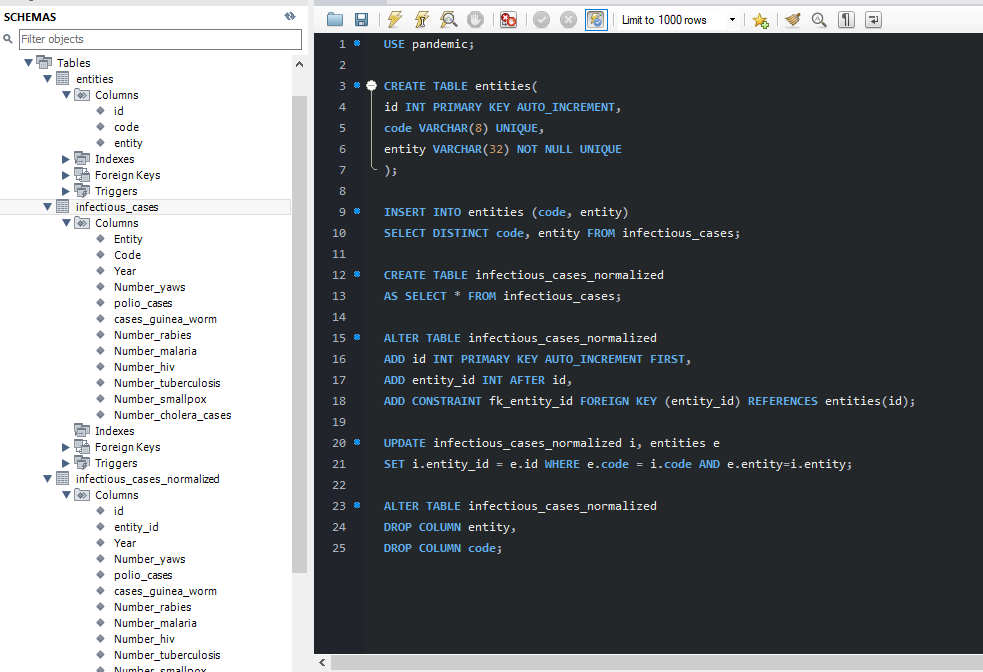 SCHEMAS
Filter objects
Tables
entities
Columns
id
code
entity
Indexes
Foreign Keys
Triggers
infectious_cases
Columns
Entity
Code
Year
Number_yaws
polio_cases
cases_guinea_worm
Number_rabies
Number_malaria
Number_hiv
Number_tuberculosis
Number_smallpox
Number_cholera_cases
Indexes
Foreign Keys
Triggers
infectious_cases_normalized
Columns
id
entity_id
Year
Number_yaws
polio_cases
cases_guinea_worm
Number_rabies
Number_malaria
Number_hiv
Number_tuberculosis
Number_smallpox
Limit to 1000 rows
1 USE pandemic;
2
3 CREATE TABLE entities(
4 id INT PRIMARY KEY AUTO_INCREMENT,
5 code VARCHAR(8) UNIQUE,
6 entity VARCHAR(32) NOT NULL UNIQUE
7 );
8
9 INSERT INTO entities (code, entity)
10 SELECT DISTINCT code, entity FROM infectious_cases;
11
12 CREATE TABLE infectious_cases_normalized
13 AS SELECT * FROM infectious_cases;
14
15 ALTER TABLE infectious_cases_normalized
16 ADD id INT PRIMARY KEY AUTO_INCREMENT FIRST,
17 ADD entity_id INT AFTER id,
18 ADD CONSTRAINT fk_entity_id FOREIGN KEY (entity_id) REFERENCES entities(id);
19
20 UPDATE infectious_cases_normalized i, entities e
21 SET i.entity_id = e.id WHERE e.code = i.code AND e.entity=i.entity;
22
23 ALTER TABLE infectious_cases_normalized
24 DROP COLUMN entity,
25 DROP COLUMN code;